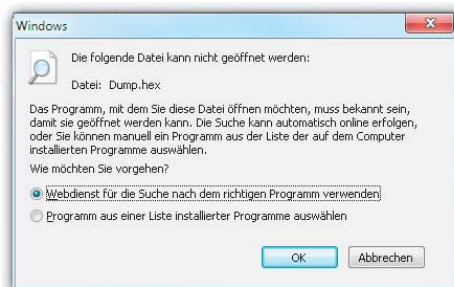 Windows
Die folgende Datei kann nicht geöffnet werden:
Datei: Dump.hex
Das Programm, mit dem Sie diese Datei öffnen möchten, muss bekannt sein,
damit sie geöffnet werden kann. Die Suche kann automatisch online erfolgen,
oder Sie können manuell ein Programm aus der Liste der auf dem Computer
installierten Programme auswählen.
Wie möchten Sie vorgehen?
Webdienst für die Suche nach dem richtigen Programm verwenden
Programm aus einer Liste installierter Programme auswählen
OK
Abbrechen